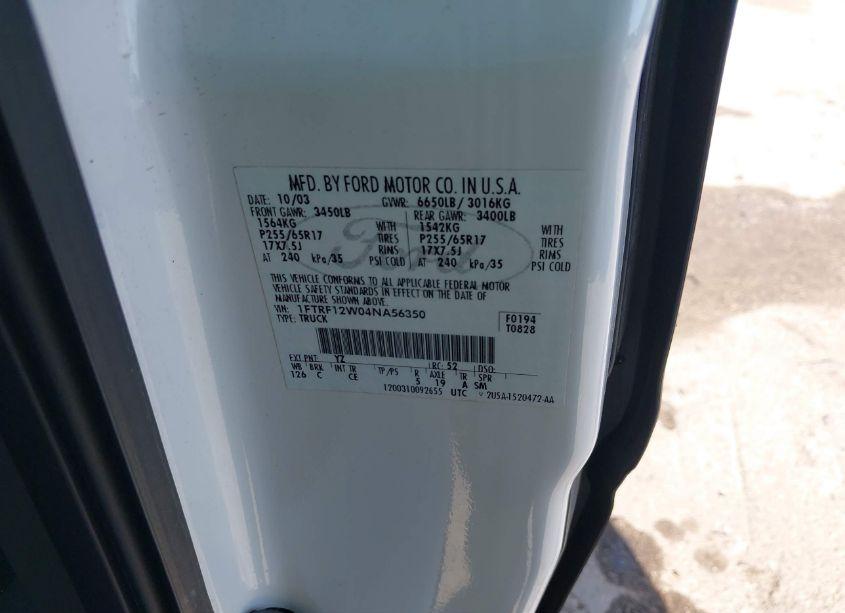 MFD. BY FORD MOTOR CO. IN U.S.A.
DATE: 10/03 GVWR: 6650LB/ 3016KG
FRONT GAWR: 3450LB REAR GAWR: 3400LB
1564KG WITH 1542KG WITH
P255/65R17 TIRES P255/65R17 TIRES
17X7.5J RIMS 17X7.5J RIMS
AT 240 kPa/35 PSI COLD AT 240 kPa/35 PSI COLD
THIS VEHICLE CONFORMS TO ALL APPLICABLE FEDERAL MOTOR
VEHICLE SAFETY STANDARDS IN EFFECT ON THE DATE OF
MANUFACTURE SHOWN ABOVE.
VIN: 1FTRF12W04NA56350 F0194
TYPE: TRUCK T0828
Ford
EXT PNT: YZ RC: 52 DSO:
WB BRK INT TR TP/PS R AXLE TR SPR
126 C CE 5 19 A SM
1200310092655 UTC V 2U5A-1520472-AA